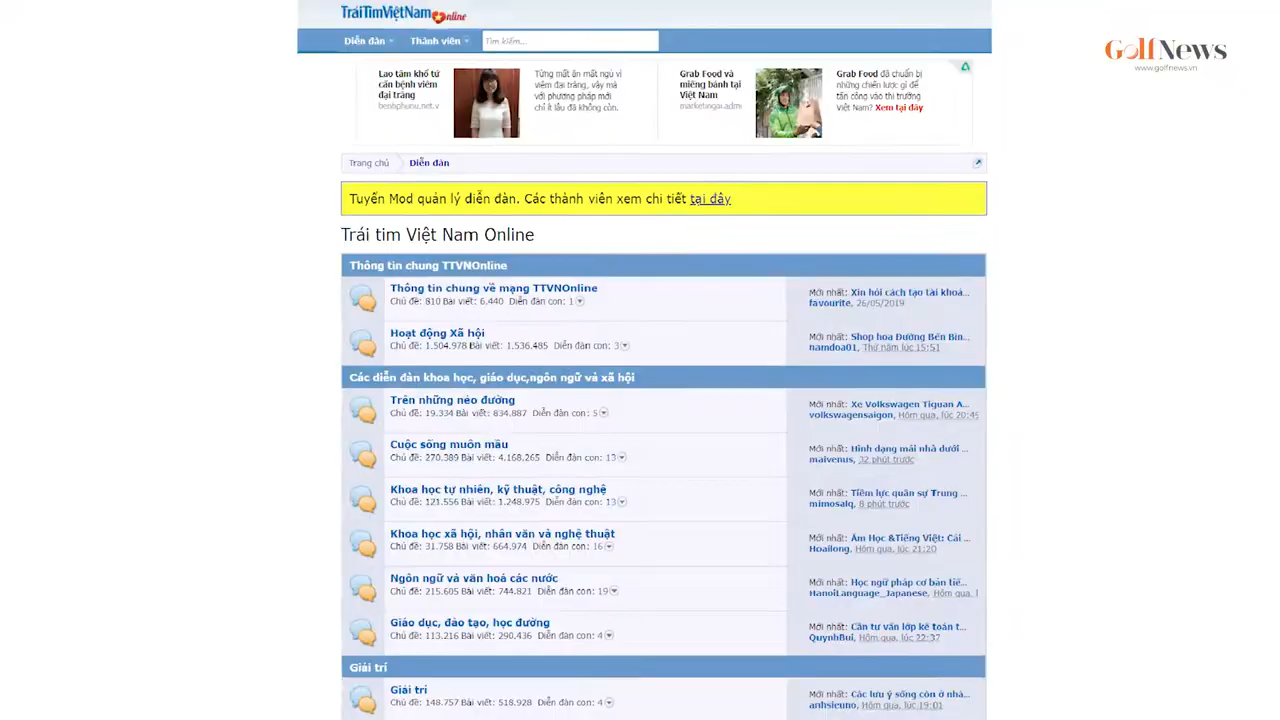 TráiTimViệtNam Online
Diễn đàn Thành viên Tìm kiếm...
GolfNews
www.golfnews.vn
Lao tâm khổ tứ
căn bệnh viêm
đại tràng
benhphunu.net.v
Từng mất ăn mất ngủ vì
viêm đại tràng, vậy mà
với phương pháp mới
chỉ ít lâu đã không còn.
Grab Food và
miếng bánh tại
Việt Nam
marketingai.adm
Grab Food đã chuẩn bị
những chiến lược gì để
tấn công vào thị trường
Việt Nam? Xem tại đây
Trang chủ Diễn đàn
Tuyển Mod quản lý diễn đàn. Các thành viên xem chi tiết tại đây
Trái tim Việt Nam Online
Thông tin chung TTVNOnline
Thông tin chung về mạng TTVNOnline
Chủ đề: 810 Bài viết: 6.440 Diễn đàn con: 1
Mới nhất: Xin hỏi cách tạo tài khoả...
favourite, 26/05/2019
Hoạt động Xã hội
Chủ đề: 1.504.978 Bài viết: 1.536.485 Diễn đàn con: 3
Mới nhất: Shop hoa Đường Bến Bìn...
namdoa01, Thứ năm lúc 15:51
Các diễn đàn khoa học, giáo dục,ngôn ngữ và xã hội
Trên những nẻo đường
Chủ đề: 19.334 Bài viết: 834.887 Diễn đàn con: 5
Mới nhất: Xe Volkswagen Tiguan A...
volkswagensaigon, Hôm qua, lúc 20:45
Cuộc sống muôn mầu
Chủ đề: 270.389 Bài viết: 4.168.265 Diễn đàn con: 13
Mới nhất: Hình dạng mái nhà dưới ...
maivenus, 32 phút trước
Khoa học tự nhiên, kỹ thuật, công nghệ
Chủ đề: 121.556 Bài viết: 1.248.975 Diễn đàn con: 13
Mới nhất: Tiềm lực quân sự Trung ...
mimosalq, 8 phút trước
Khoa học xã hội, nhân văn và nghệ thuật
Chủ đề: 31.758 Bài viết: 664.974 Diễn đàn con: 16
Mới nhất: Âm Học &Tiếng Việt: Cái ...
Hoailong, Hôm qua, lúc 21:20
Ngôn ngữ và văn hoá các nước
Chủ đề: 215.605 Bài viết: 744.821 Diễn đàn con: 19
Mới nhất: Học ngữ pháp cơ bản tiế...
HanoiLanguage_Japanese, Hôm qua, l
Giáo dục, đào tạo, học đường
Chủ đề: 113.216 Bài viết: 290.436 Diễn đàn con: 4
Mới nhất: Cần tư vấn lớp kế toán t...
QuynhBui, Hôm qua, lúc 22:37
Giải trí
Giải trí
Chủ đề: 148.757 Bài viết: 518.928 Diễn đàn con: 4
Mới nhất: Các lưu ý sống còn ở nhà...
anhsieuno, Hôm qua, lúc 19:01